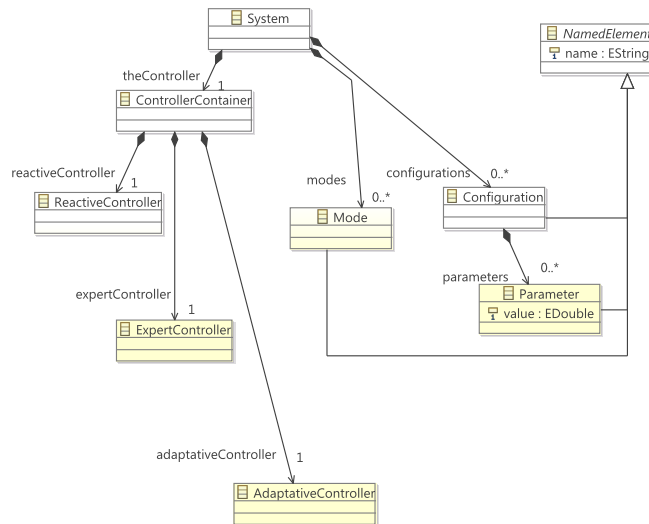 System
NamedElement
name : EString
theController
1
ControllerContainer
reactiveController
1
ReactiveController
modes
0..*
Mode
configurations
0..*
Configuration
parameters
0..*
Parameter
value : EDouble
expertController
1
ExpertController
adaptativeController
1
AdaptativeController